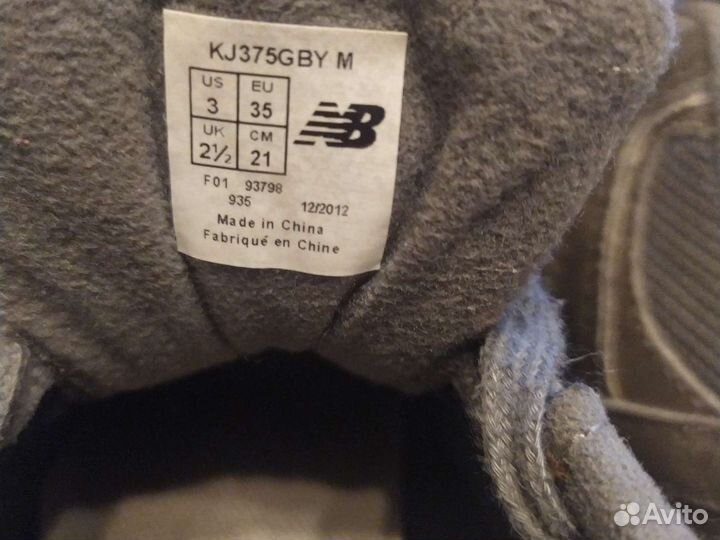 KJ375GBY M
US EU
3 35
UK CM
2½ 21
NB
F01 93798
935 12/2012
Made in China
Fabriqué en Chine
Avito